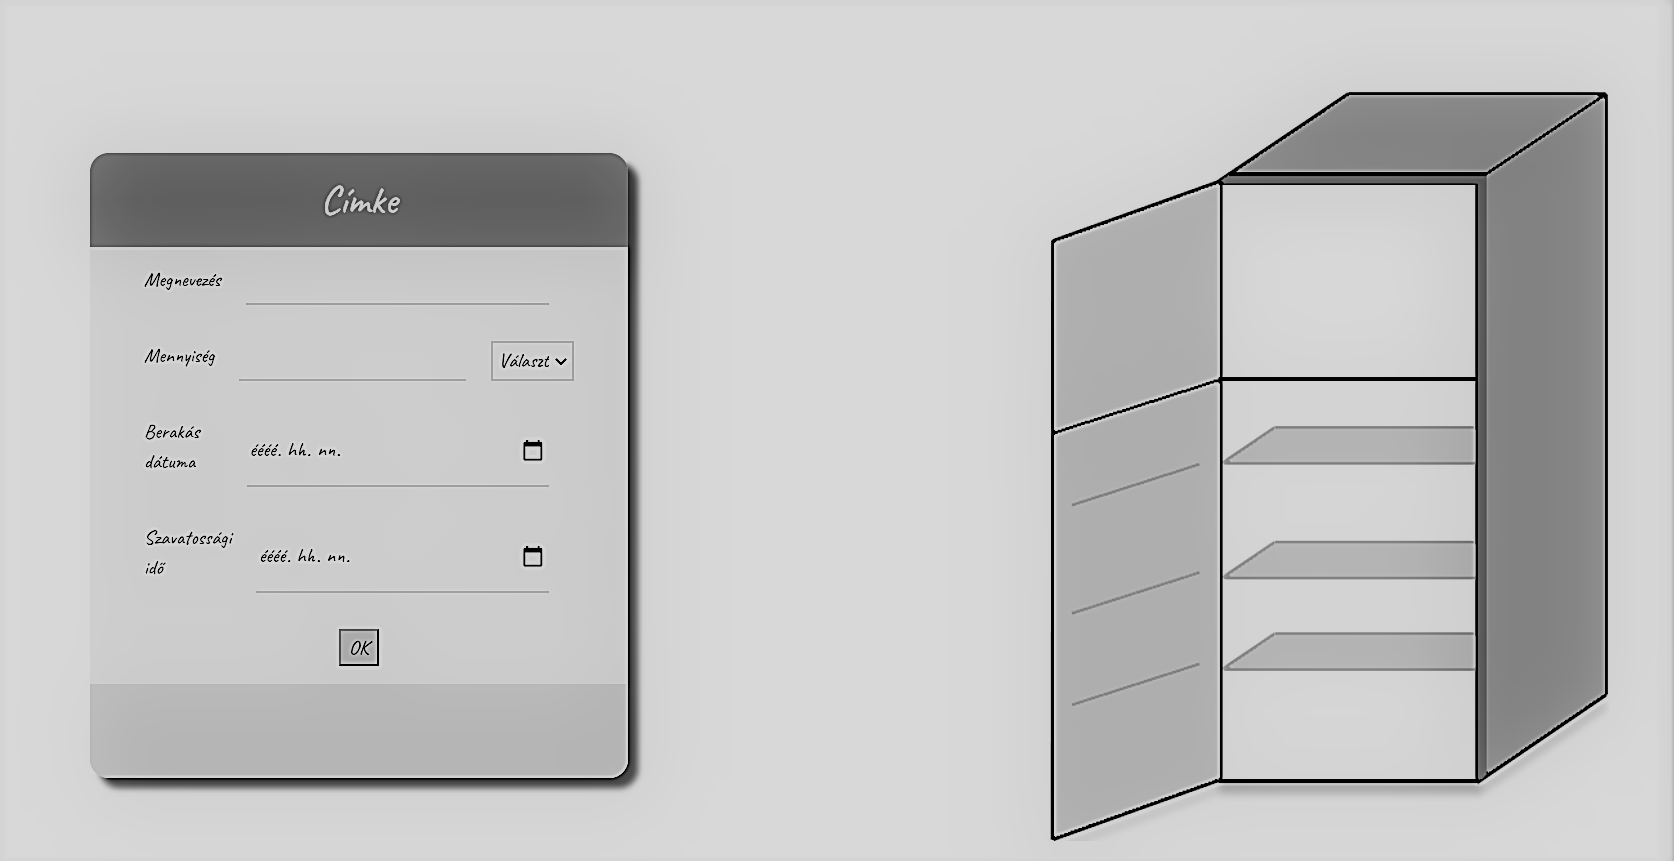 Címke
Megnevezés
Mennyiség
Választ
Berakás
dátuma
éééé. hh. nn.
Szavatossági
idő
éééé. hh. nn.
OK